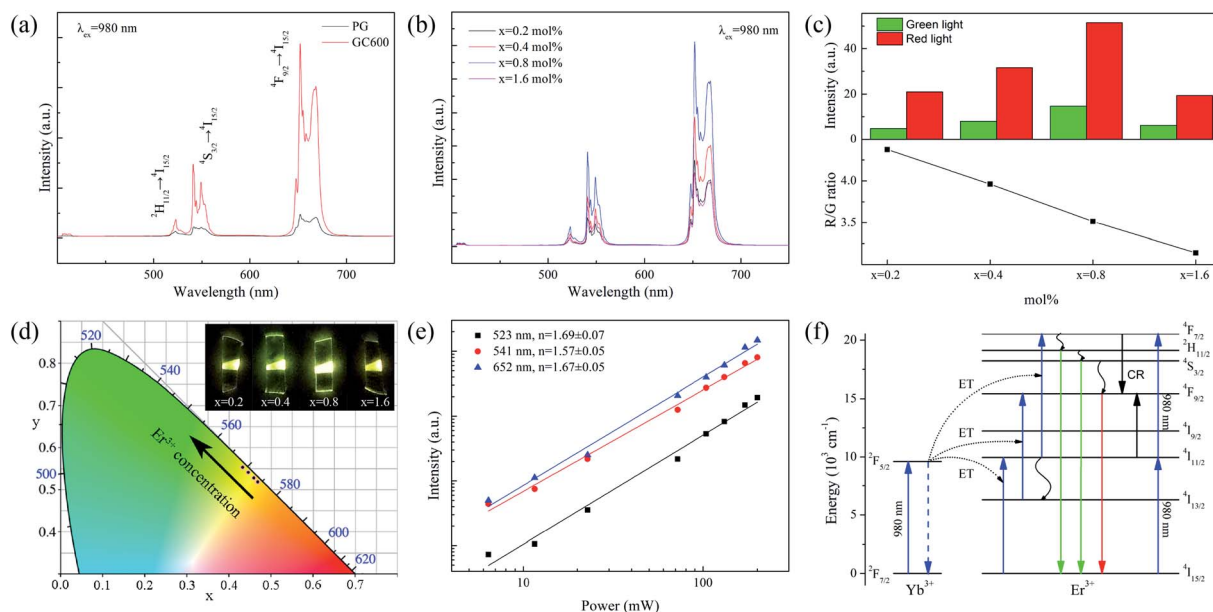 (a)
λex=980 nm
PG
GC600
²H₁₁/₂→⁴I₁₅/₂
⁴S₃/₂→⁴I₁₅/₂
⁴F₉/₂→⁴I₁₅/₂
Intensity (a.u.)
500
600
700
Wavelength (nm)
(b)
x=0.2 mol%
x=0.4 mol%
x=0.8 mol%
x=1.6 mol%
λex=980 nm
Intensity (a.u.)
500
600
700
Wavelength (nm)
(c)
Green light
Red light
Intensity (a.u.)
40
20
0
R/G ratio
4.0
3.5
x=0.2
x=0.4
x=0.8
x=1.6
mol%
(d)
520
540
560
580
600
620
500
490
Er³⁺ concentration
x=0.2
x=0.4
x=0.8
x=1.6
0.8
0.7
0.6
y
0.5
0.4
0.3
0.0
0.1
0.2
0.3
0.4
0.5
0.6
0.7
x
(e)
523 nm, n=1.69±0.07
541 nm, n=1.57±0.05
652 nm, n=1.67±0.05
Intensity (a.u.)
10
100
Power (mW)
(f)
Energy (10³ cm⁻¹)
20
15
10
5
0
²F₅/₂
²F₇/₂
980 nm
Yb³⁺
ET
ET
ET
CR
980 nm
980 nm
⁴F₇/₂
²H₁₁/₂
⁴S₃/₂
⁴F₉/₂
⁴I₉/₂
⁴I₁₁/₂
⁴I₁₃/₂
⁴I₁₅/₂
Er³⁺